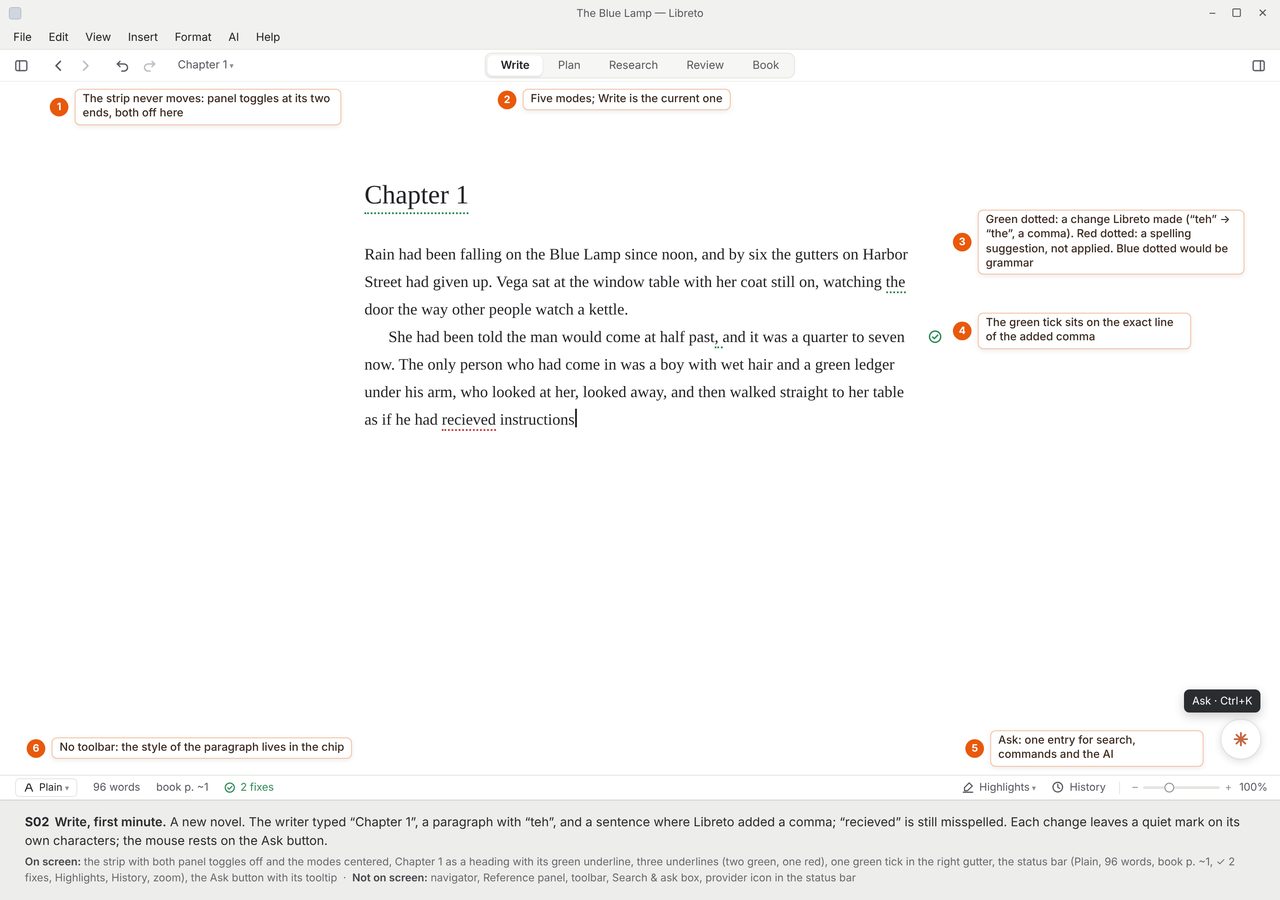 The Blue Lamp — Libreto
File Edit View Insert Format AI Help
Chapter 1
Write Plan Research Review Book
1 The strip never moves: panel toggles at its two
ends, both off here
2 Five modes; Write is the current one
Chapter 1
Rain had been falling on the Blue Lamp since noon, and by six the gutters on Harbor
Street had given up. Vega sat at the window table with her coat still on, watching the
door the way other people watch a kettle.
She had been told the man would come at half past, and it was a quarter to seven
now. The only person who had come in was a boy with wet hair and a green ledger
under his arm, who looked at her, looked away, and then walked straight to her table
as if he had recieved instructions
3 Green dotted: a change Libreto made (“teh” →
“the”, a comma). Red dotted: a spelling
suggestion, not applied. Blue dotted would be
grammar
4 The green tick sits on the exact line
of the added comma
Ask · Ctrl+K
6 No toolbar: the style of the paragraph lives in the chip
5 Ask: one entry for search,
commands and the AI
A Plain 96 words book p. ~1 2 fixes Highlights History − + 100%
S02 Write, first minute. A new novel. The writer typed “Chapter 1”, a paragraph with “teh”, and a sentence where Libreto added a comma; “recieved” is still misspelled. Each change leaves a quiet mark on its
own characters; the mouse rests on the Ask button.
On screen: the strip with both panel toggles off and the modes centered, Chapter 1 as a heading with its green underline, three underlines (two green, one red), one green tick in the right gutter, the status bar (Plain, 96 words, book p. ~1, ✓ 2
fixes, Highlights, History, zoom), the Ask button with its tooltip · Not on screen: navigator, Reference panel, toolbar, Search & ask box, provider icon in the status bar